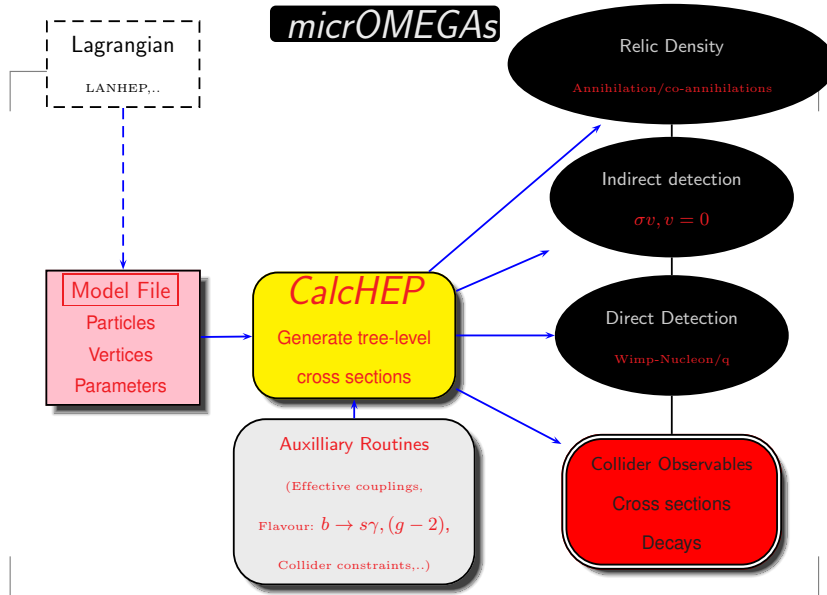 micrOMEGAs
Lagrangian
LANHEP,..
Model File
Particles
Vertices
Parameters
CalcHEP
Generate tree-level
cross sections
Auxilliary Routines
(Effective couplings,
Flavour: b → sγ, (g − 2),
Collider constraints,..)
Relic Density
Annihilation/co-annihilations
Indirect detection
σv, v = 0
Direct Detection
Wimp-Nucleon/q
Collider Observables
Cross sections
Decays